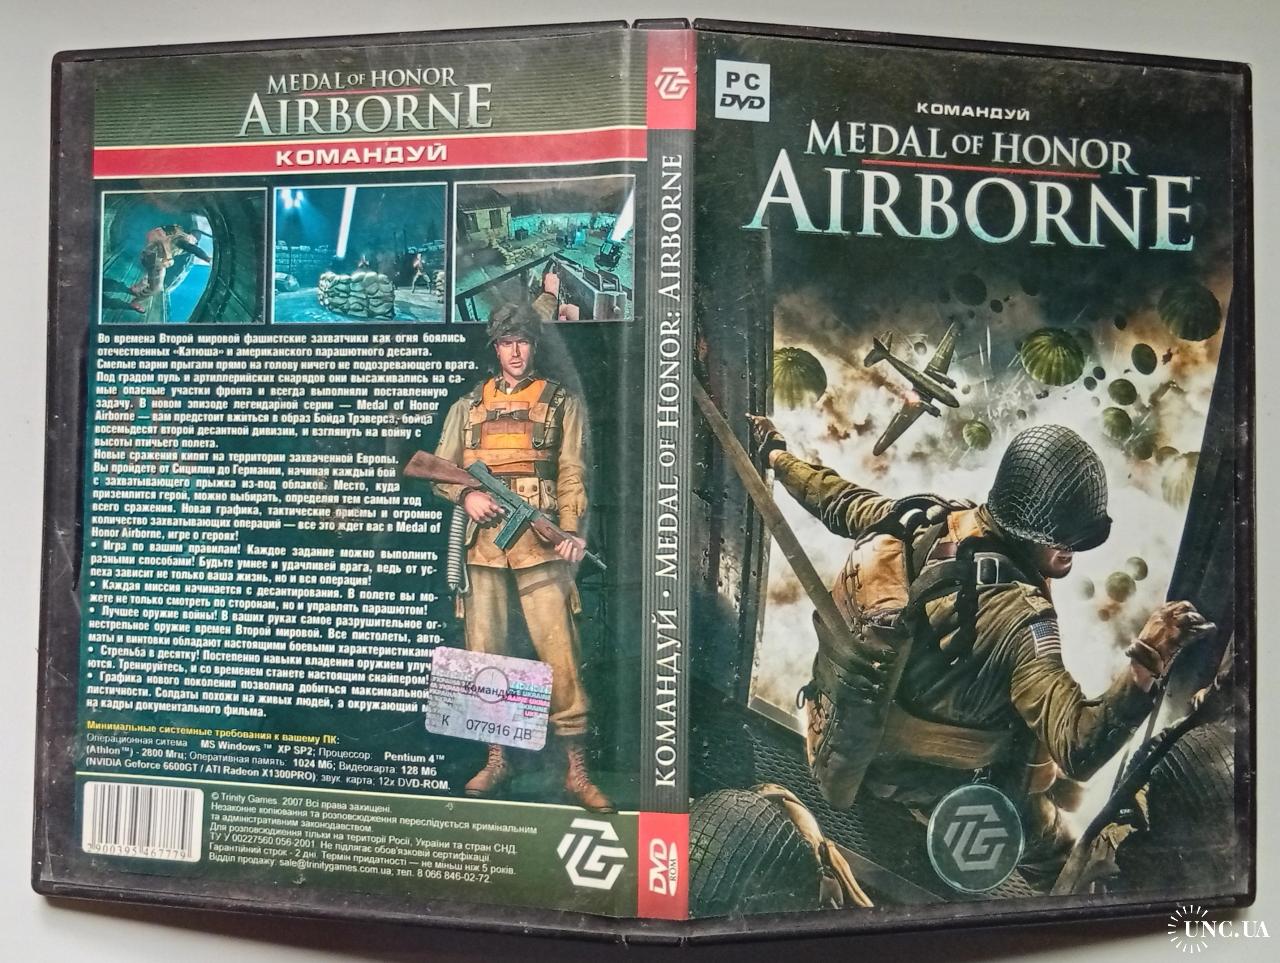 MEDAL OF HONOR
AIRBORNE
КОМАНДУЙ
Во времена Второй мировой фашистские захватчики как огня боялись
отечественных «Катюша» и американского парашютного десанта.
Смелые парни прыгали прямо на голову ничего не подозревающего врага.
Под градом пуль и артиллерийских снарядов они высаживались на са-
мые опасные участки фронта и всегда выполняли поставленную
задачу. В новом эпизоде легендарной серии — Medal of Honor
Airborne — вам предстоит вжиться в образ Бойда Трэверса, бойца
восемьдесят второй десантной дивизии, и взглянуть на войну с
высоты птичьего полета.
Новые сражения кипят на территории захваченной Европы.
Вы пройдете от Сицилии до Германии, начиная каждый бой
с захватывающего прыжка из-под облаков. Место, куда
приземлится герой, можно выбирать, определяя тем самым ход
всего сражения. Новая графика, тактические приемы и огромное
количество захватывающих операций — все это ждет вас в Medal of
Honor Airborne, игре о героях!
• Игра по вашим правилам! Каждое задание можно выполнить
разными способами! Будьте умнее и удачливей врага, ведь от ус-
пеха зависит не только ваша жизнь, но и вся операция!
• Каждая миссия начинается с десантирования. В полете вы мо-
жете не только смотреть по сторонам, но и управлять парашютом!
• Лучшее оружие войны! В ваших руках самое разрушительное ог-
нестрельное оружие времен Второй мировой. Все пистолеты, авто-
маты и винтовки обладают настоящими боевыми характеристиками
• Стрельба в десятку! Постепенно навыки владения оружием улуч
ются. Тренируйтесь, и со временем станете настоящим снайпером!
• Графика нового поколения позволила добиться максимальной
листичности. Солдаты похожи на живых людей, а окружающий м
на кадры документального фильма.
Командуй
К 077916 ДВ
Минимальные системные требования к вашему ПК:
Операционная ситема MS Windows™ XP SP2; Процессор: Pentium 4™
(Athlon™) - 2800 Мгц; Оперативная память: 1024 Мб; Видеокарта: 128 Мб
(NVIDIA Geforce 6600GT / ATI Radeon X1300PRO); звук. карта; 12x DVD-ROM.
© Trinity Games 2007 Всі права захищені.
Незаконне копіювання та розповсюдження переслідується кримінальним
та адміністративним законодавством.
Для розповсюдження тільки на території Росії, України та стран СНД.
ТУ У 00227560.056-2001. Не підлягає обов'язковій сертифікації.
Гарантійний строк - 2 дні. Термін придатності — не меньш ніж 5 років.
Відділ продажу: sale@trinitygames.com.ua; тел. 8 066 846-02-72.
2900395467779
TG
TG
КОМАНДУЙ • MEDAL OF HONOR: AIRBORNE
DVD
ROM
PC
DVD
КОМАНДУЙ
MEDAL OF HONOR
AIRBORNE™
TG
UNC.UA